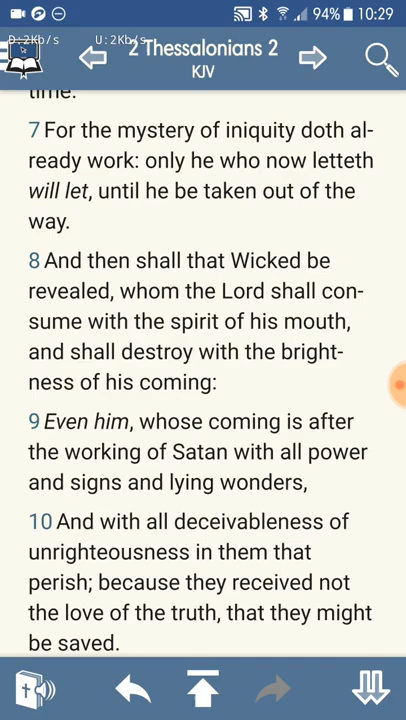 94% 10:29
D:2Kb/s U:2Kb/s
2 Thessalonians 2
KJV
time.
7 For the mystery of iniquity doth al-
ready work: only he who now letteth
will let, until he be taken out of the
way.
8 And then shall that Wicked be
revealed, whom the Lord shall con-
sume with the spirit of his mouth,
and shall destroy with the bright-
ness of his coming:
9 Even him, whose coming is after
the working of Satan with all power
and signs and lying wonders,
10 And with all deceivableness of
unrighteousness in them that
perish; because they received not
the love of the truth, that they might
be saved.